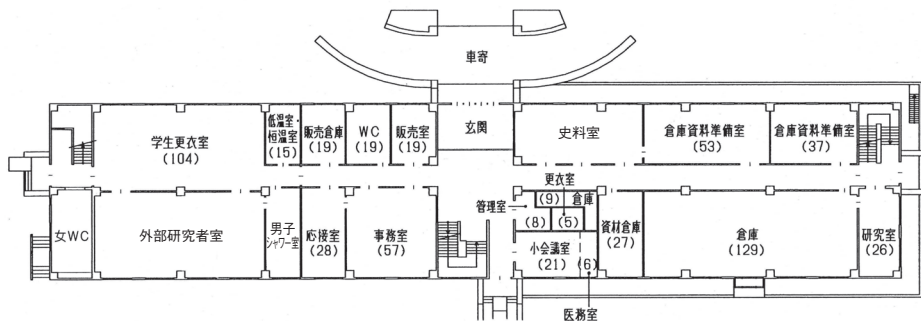 車寄
玄関
学生更衣室
(104)
低温室・
恒温室
(15)
販売倉庫
(19)
WC
(19)
販売室
(19)
史料室
倉庫資料準備室
(53)
倉庫資料準備室
(37)
更衣室
(9)
倉庫
管理室
(8)
(5)
女WC
外部研究者室
男子
シャワー室
応接室
(28)
事務室
(57)
小会議室
(21)
(6)
資材倉庫
(27)
倉庫
(129)
研究室
(26)
医務室